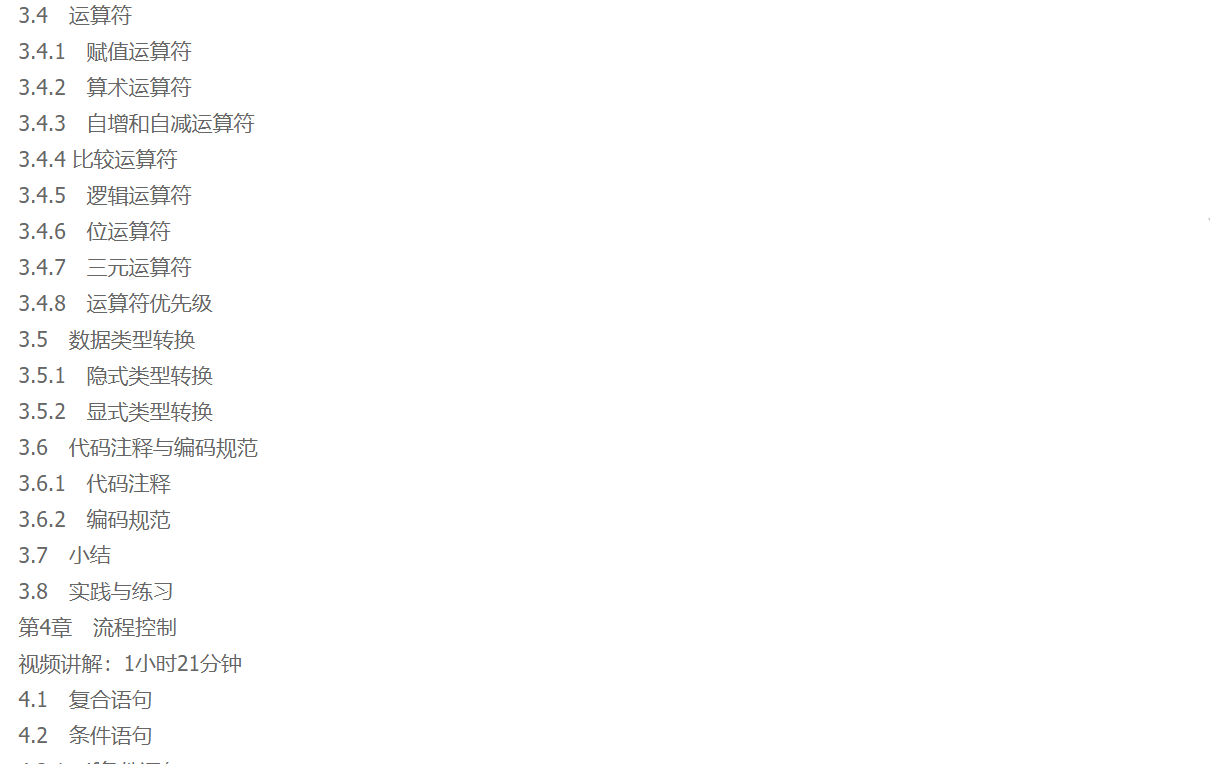 3.4　运算符
3.4.1　赋值运算符
3.4.2　算术运算符
3.4.3　自增和自减运算符
3.4.4 比较运算符
3.4.5　逻辑运算符
3.4.6　位运算符
3.4.7　三元运算符
3.4.8　运算符优先级
3.5　数据类型转换
3.5.1　隐式类型转换
3.5.2　显式类型转换
3.6　代码注释与编码规范
3.6.1　代码注释
3.6.2　编码规范
3.7　小结
3.8　实践与练习
第4章　流程控制
视频讲解：1小时21分钟
4.1　复合语句
4.2　条件语句